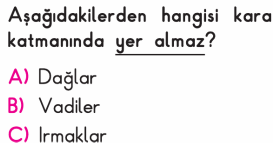 Aşağıdakilerden hangisi kara
katmanında yer almaz?
A) Dağlar
B) Vadiler
C) Irmaklar